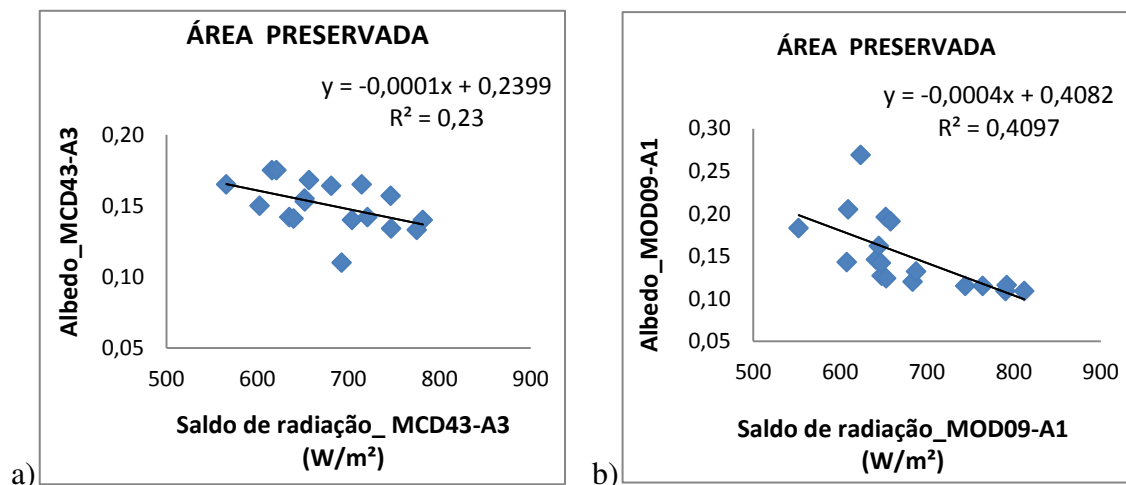 ÁREA PRESERVADA
y = -0,0001x + 0,2399
R² = 0,23
0,20
0,15
0,10
0,05
500 600 700 800 900
Albedo_MCD43-A3
Saldo de radiação_ MCD43-A3
(W/m²)
a)
ÁREA PRESERVADA
y = -0,0004x + 0,4082
R² = 0,4097
0,30
0,25
0,20
0,15
0,10
0,05
500 600 700 800 900
Albedo_MOD09-A1
Saldo de radiação_MOD09-A1
(W/m²)
b)